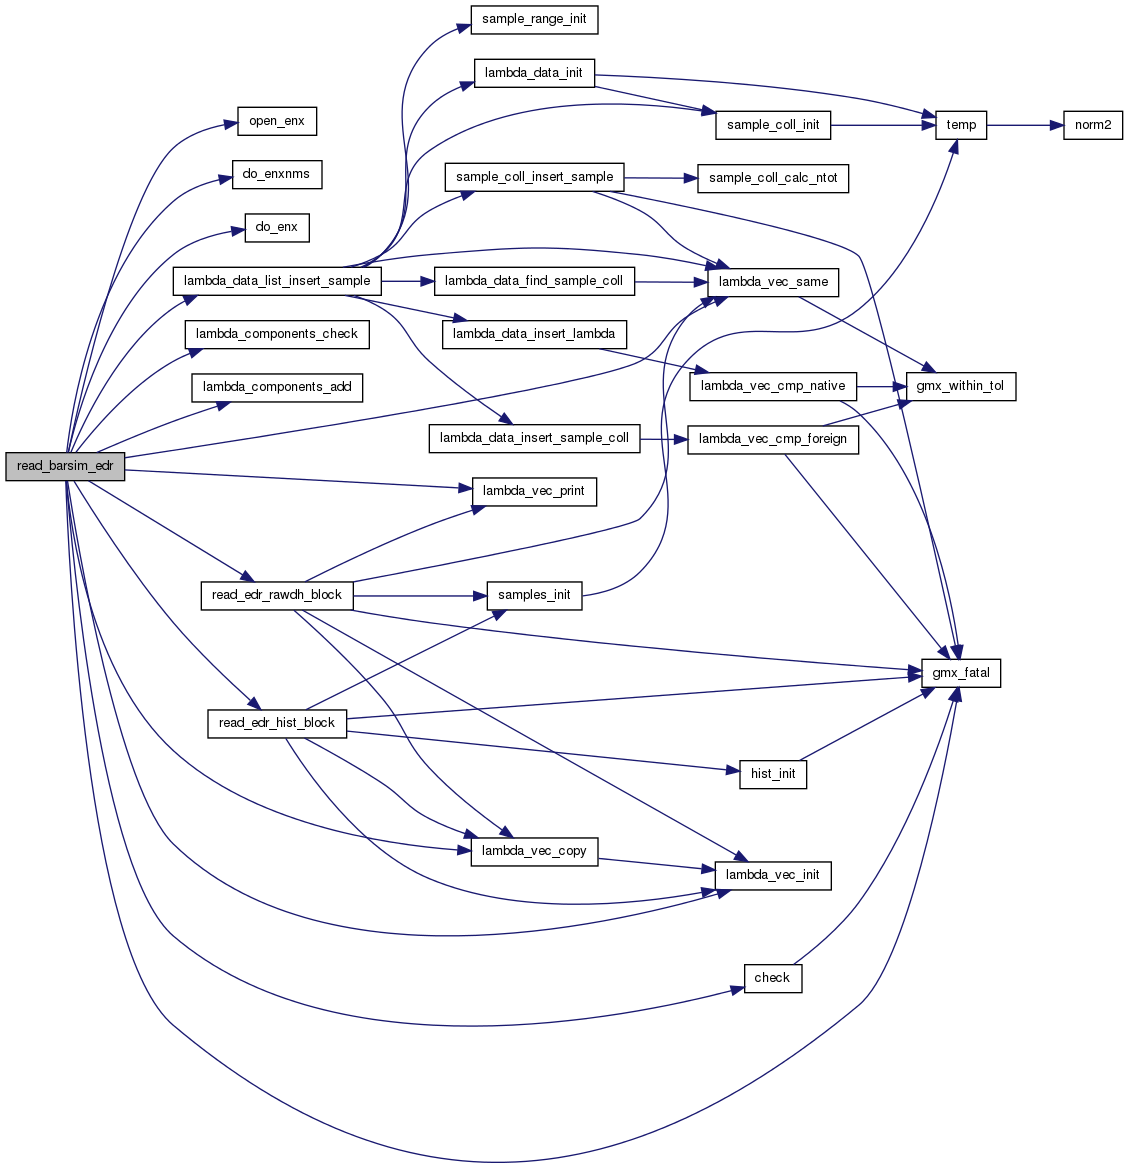 sample_range_init
lambda_data_init
open_enx
sample_coll_init
temp
norm2
do_enxnms
sample_coll_insert_sample
sample_coll_calc_ntot
do_enx
lambda_data_list_insert_sample
lambda_data_find_sample_coll
lambda_vec_same
lambda_components_check
lambda_data_insert_lambda
lambda_components_add
lambda_vec_cmp_native
gmx_within_tol
lambda_data_insert_sample_coll
lambda_vec_cmp_foreign
read_barsim_edr
lambda_vec_print
read_edr_rawdh_block
samples_init
gmx_fatal
read_edr_hist_block
hist_init
lambda_vec_copy
lambda_vec_init
check